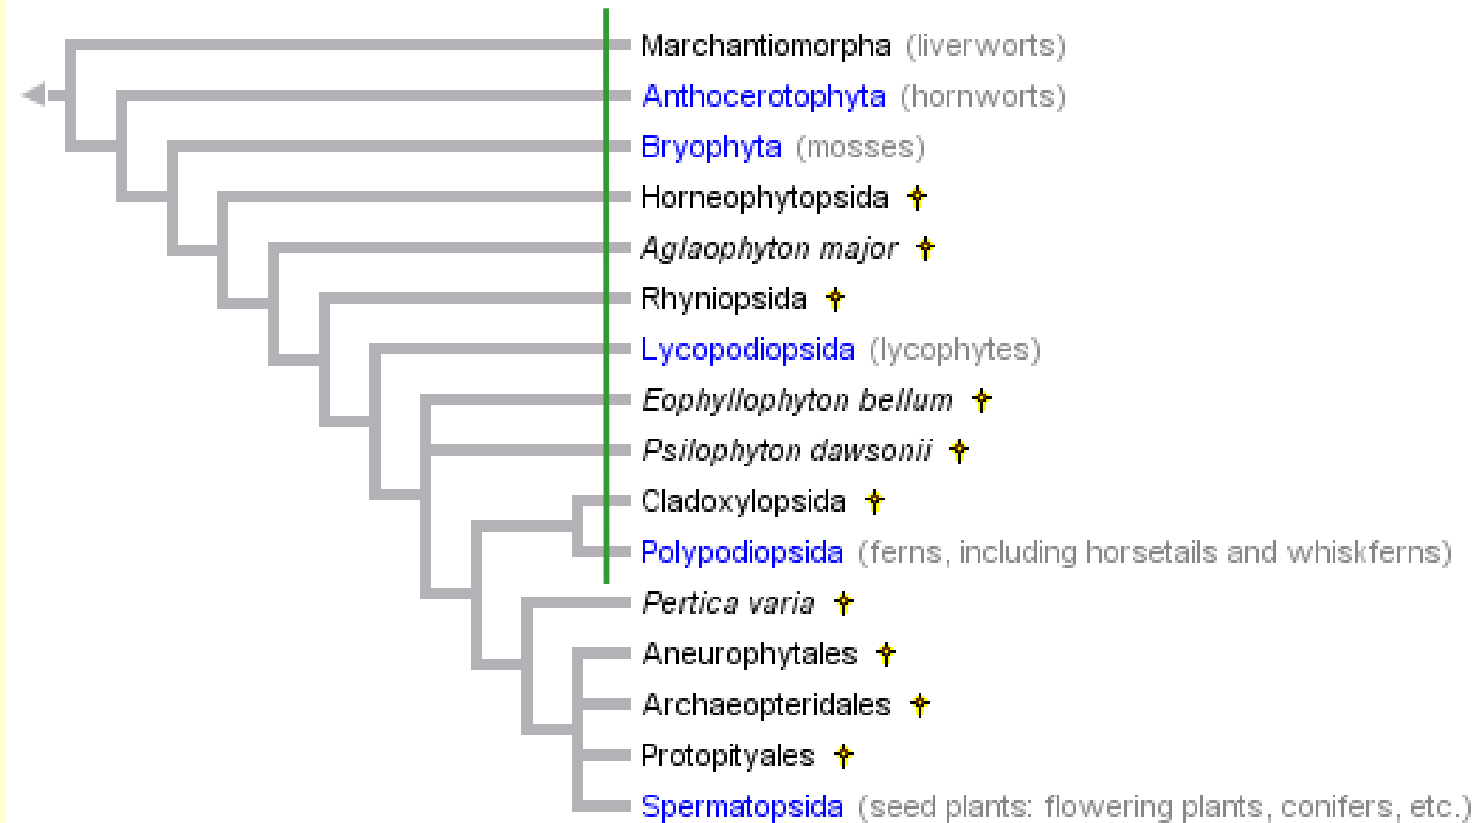 Marchantiomorpha (liverworts)
Anthocerotophyta (hornworts)
Bryophyta (mosses)
Horneophytopsida †
Aglaophyton major †
Rhyniopsida †
Lycopodiopsida (lycophytes)
Eophyllophyton bellum †
Psilophyton dawsonii †
Cladoxylopsida †
Polypodiopsida (ferns, including horsetails and whiskferns)
Pertica varia †
Aneurophytales †
Archaeopteridales †
Protopityales †
Spermatopsida (seed plants: flowering plants, conifers, etc.)